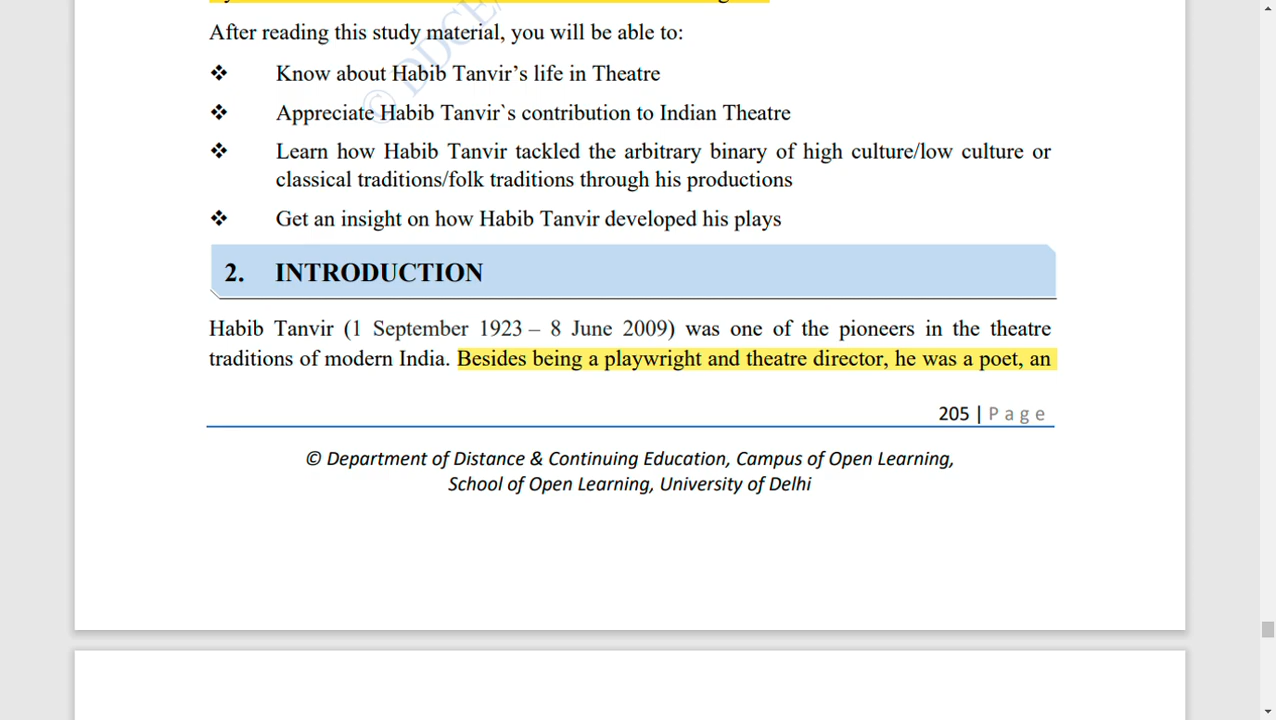 After reading this study material, you will be able to:
❖ Know about Habib Tanvir’s life in Theatre
❖ Appreciate Habib Tanvir`s contribution to Indian Theatre
❖ Learn how Habib Tanvir tackled the arbitrary binary of high culture/low culture or
classical traditions/folk traditions through his productions
❖ Get an insight on how Habib Tanvir developed his plays
2. INTRODUCTION
Habib Tanvir (1 September 1923 – 8 June 2009) was one of the pioneers in the theatre
traditions of modern India. Besides being a playwright and theatre director, he was a poet, an
205 | Page
© Department of Distance & Continuing Education, Campus of Open Learning,
School of Open Learning, University of Delhi